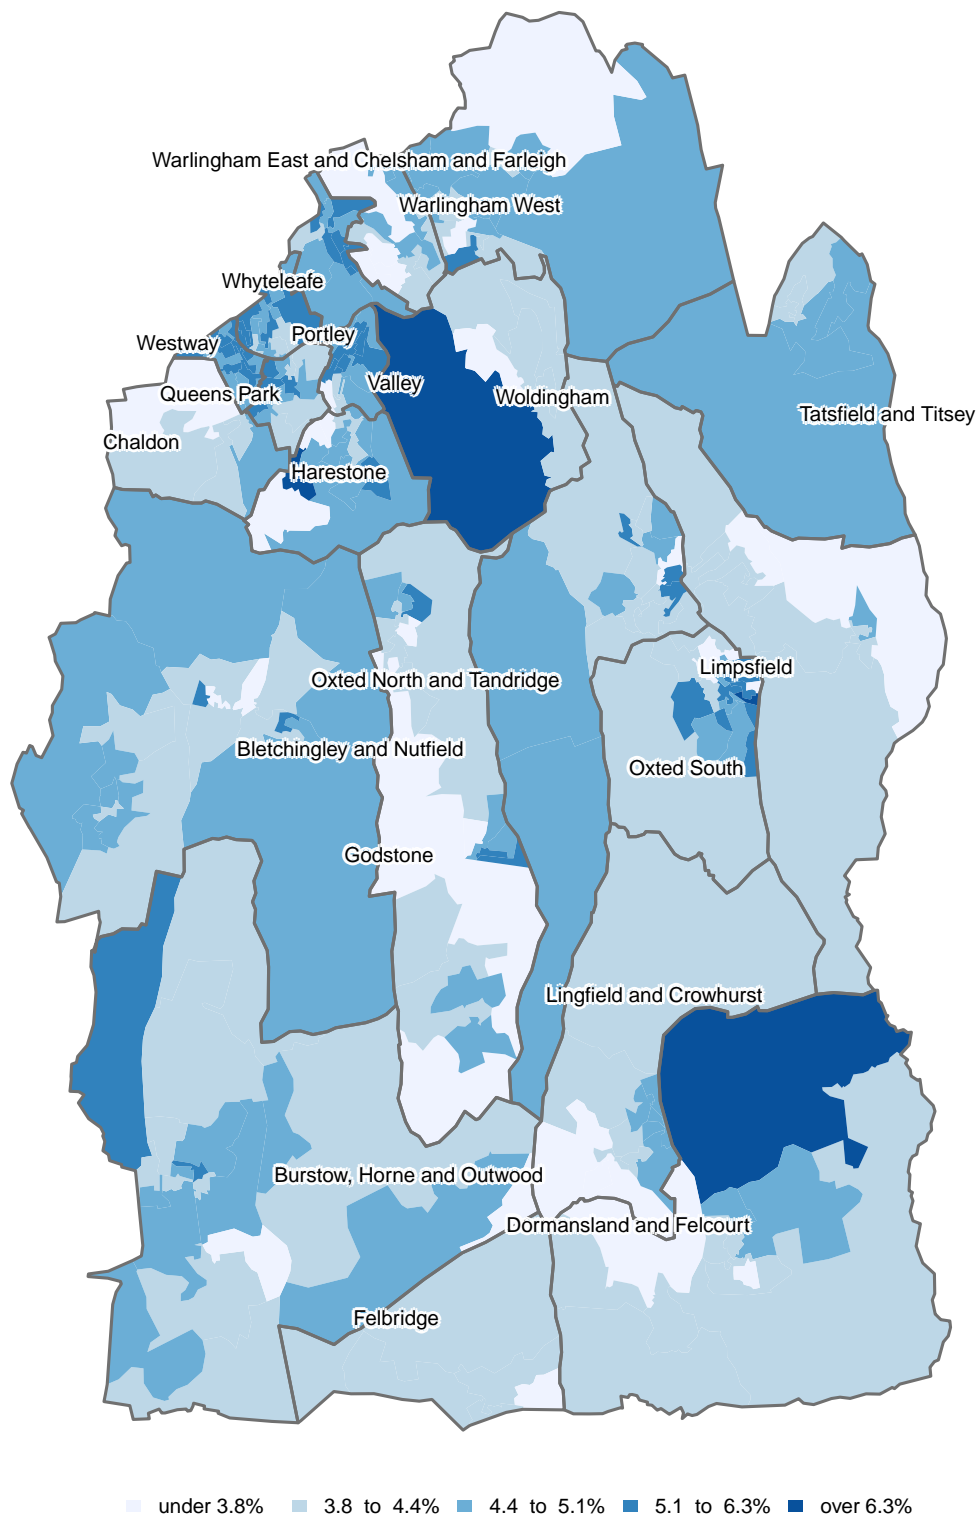 Warlingham East and Chelsham and Farleigh
Warlingham West
Whyteleafe
Portley
Westway
Valley
Queens Park
Woldingham
Tatsfield and Titsey
Chaldon
Harestone
Limpsfield
Oxted North and Tandridge
Bletchingley and Nutfield
Oxted South
Godstone
Lingfield and Crowhurst
Burstow, Horne and Outwood
Dormansland and Felcourt
Felbridge
under 3.8% 3.8 to 4.4% 4.4 to 5.1% 5.1 to 6.3% over 6.3%